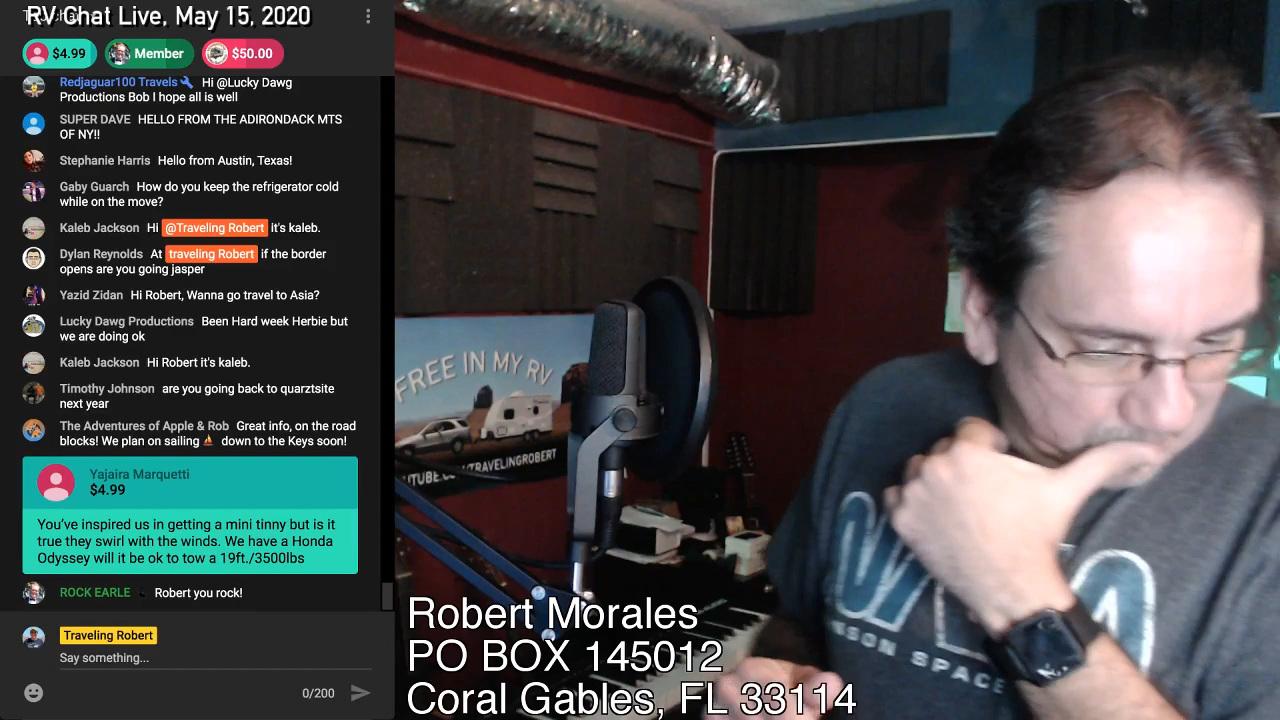 RV Chat Live, May 15, 2020
$4.99
Member
$50.00
Redjaguar100 Travels Hi @Lucky Dawg
Productions Bob I hope all is well
SUPER DAVE HELLO FROM THE ADIRONDACK MTS
OF NY!!
Stephanie Harris Hello from Austin, Texas!
Gaby Guarch How do you keep the refrigerator cold
while on the move?
Kaleb Jackson Hi @Traveling Robert It's kaleb.
Dylan Reynolds At traveling Robert if the border
opens are you going jasper
Yazid Zidan Hi Robert, Wanna go travel to Asia?
Lucky Dawg Productions Been Hard week Herbie but
we are doing ok
Kaleb Jackson Hi Robert it's kaleb.
Timothy Johnson are you going back to quartzsite
next year
The Adventures of Apple & Rob Great info, on the road
blocks! We plan on sailing ⛵ down to the Keys soon!
Yajaira Marquetti
$4.99
You've inspired us in getting a mini tinny but is it
true they swirl with the winds. We have a Honda
Odyssey will it be ok to tow a 19ft./3500lbs
ROCK EARLE Robert you rock!
Traveling Robert
Say something...
0/200
FREE IN MY RV
UTUBE.COM/TRAVELINGROBERT
NSON SPACE
Robert Morales
PO BOX 145012
Coral Gables, FL 33114